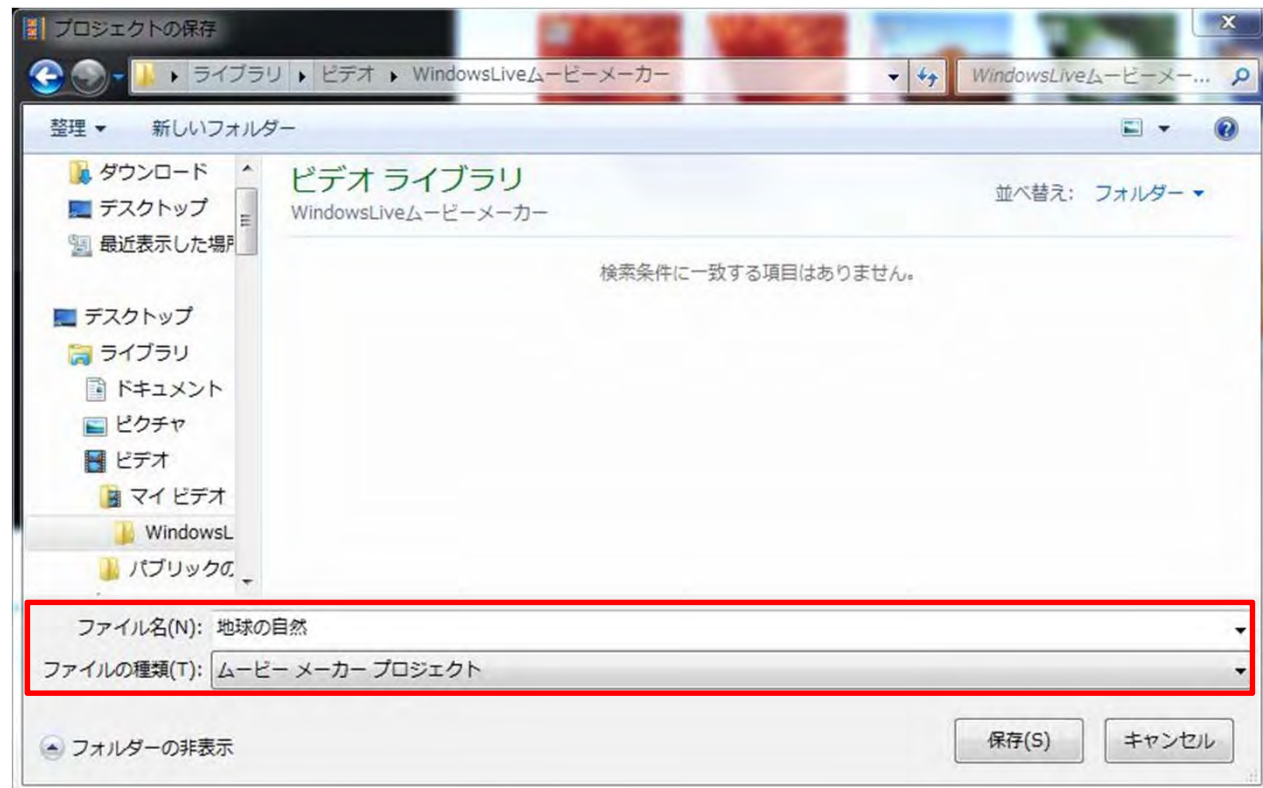 プロジェクトの保存
ライブラリ ビデオ WindowsLiveムービーメーカー WindowsLiveムービーメー...
整理 新しいフォルダー
ダウンロード
デスクトップ
最近表示した場所
デスクトップ
ライブラリ
ドキュメント
ピクチャ
ビデオ
マイ ビデオ
WindowsL
パブリックの
ビデオ ライブラリ
WindowsLiveムービーメーカー
並べ替え: フォルダー
検索条件に一致する項目はありません。
ファイル名(N): 地球の自然
ファイルの種類(T): ムービー メーカー プロジェクト
フォルダーの非表示
保存(S) キャンセル